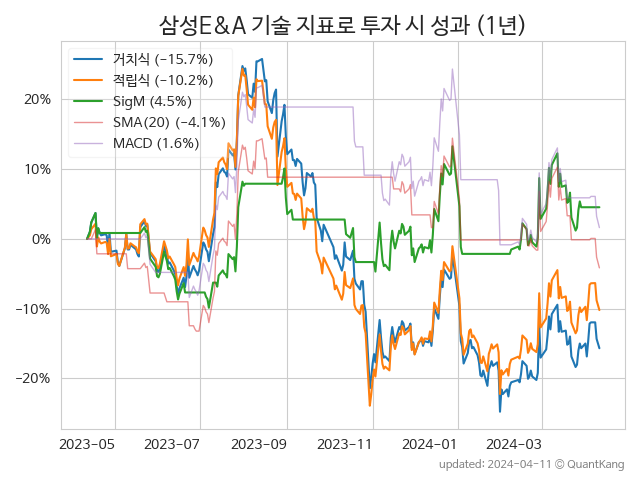 삼성E&A 기술 지표로 투자 시 성과 (1년)
거치식 (−15.7%)
적립식 (−10.2%)
SigM (4.5%)
SMA(20) (−4.1%)
MACD (1.6%)
20%
10%
0%
−10%
−20%
2023-05 2023-07 2023-09 2023-11 2024-01 2024-03
updated: 2024-04-11 © QuantKang